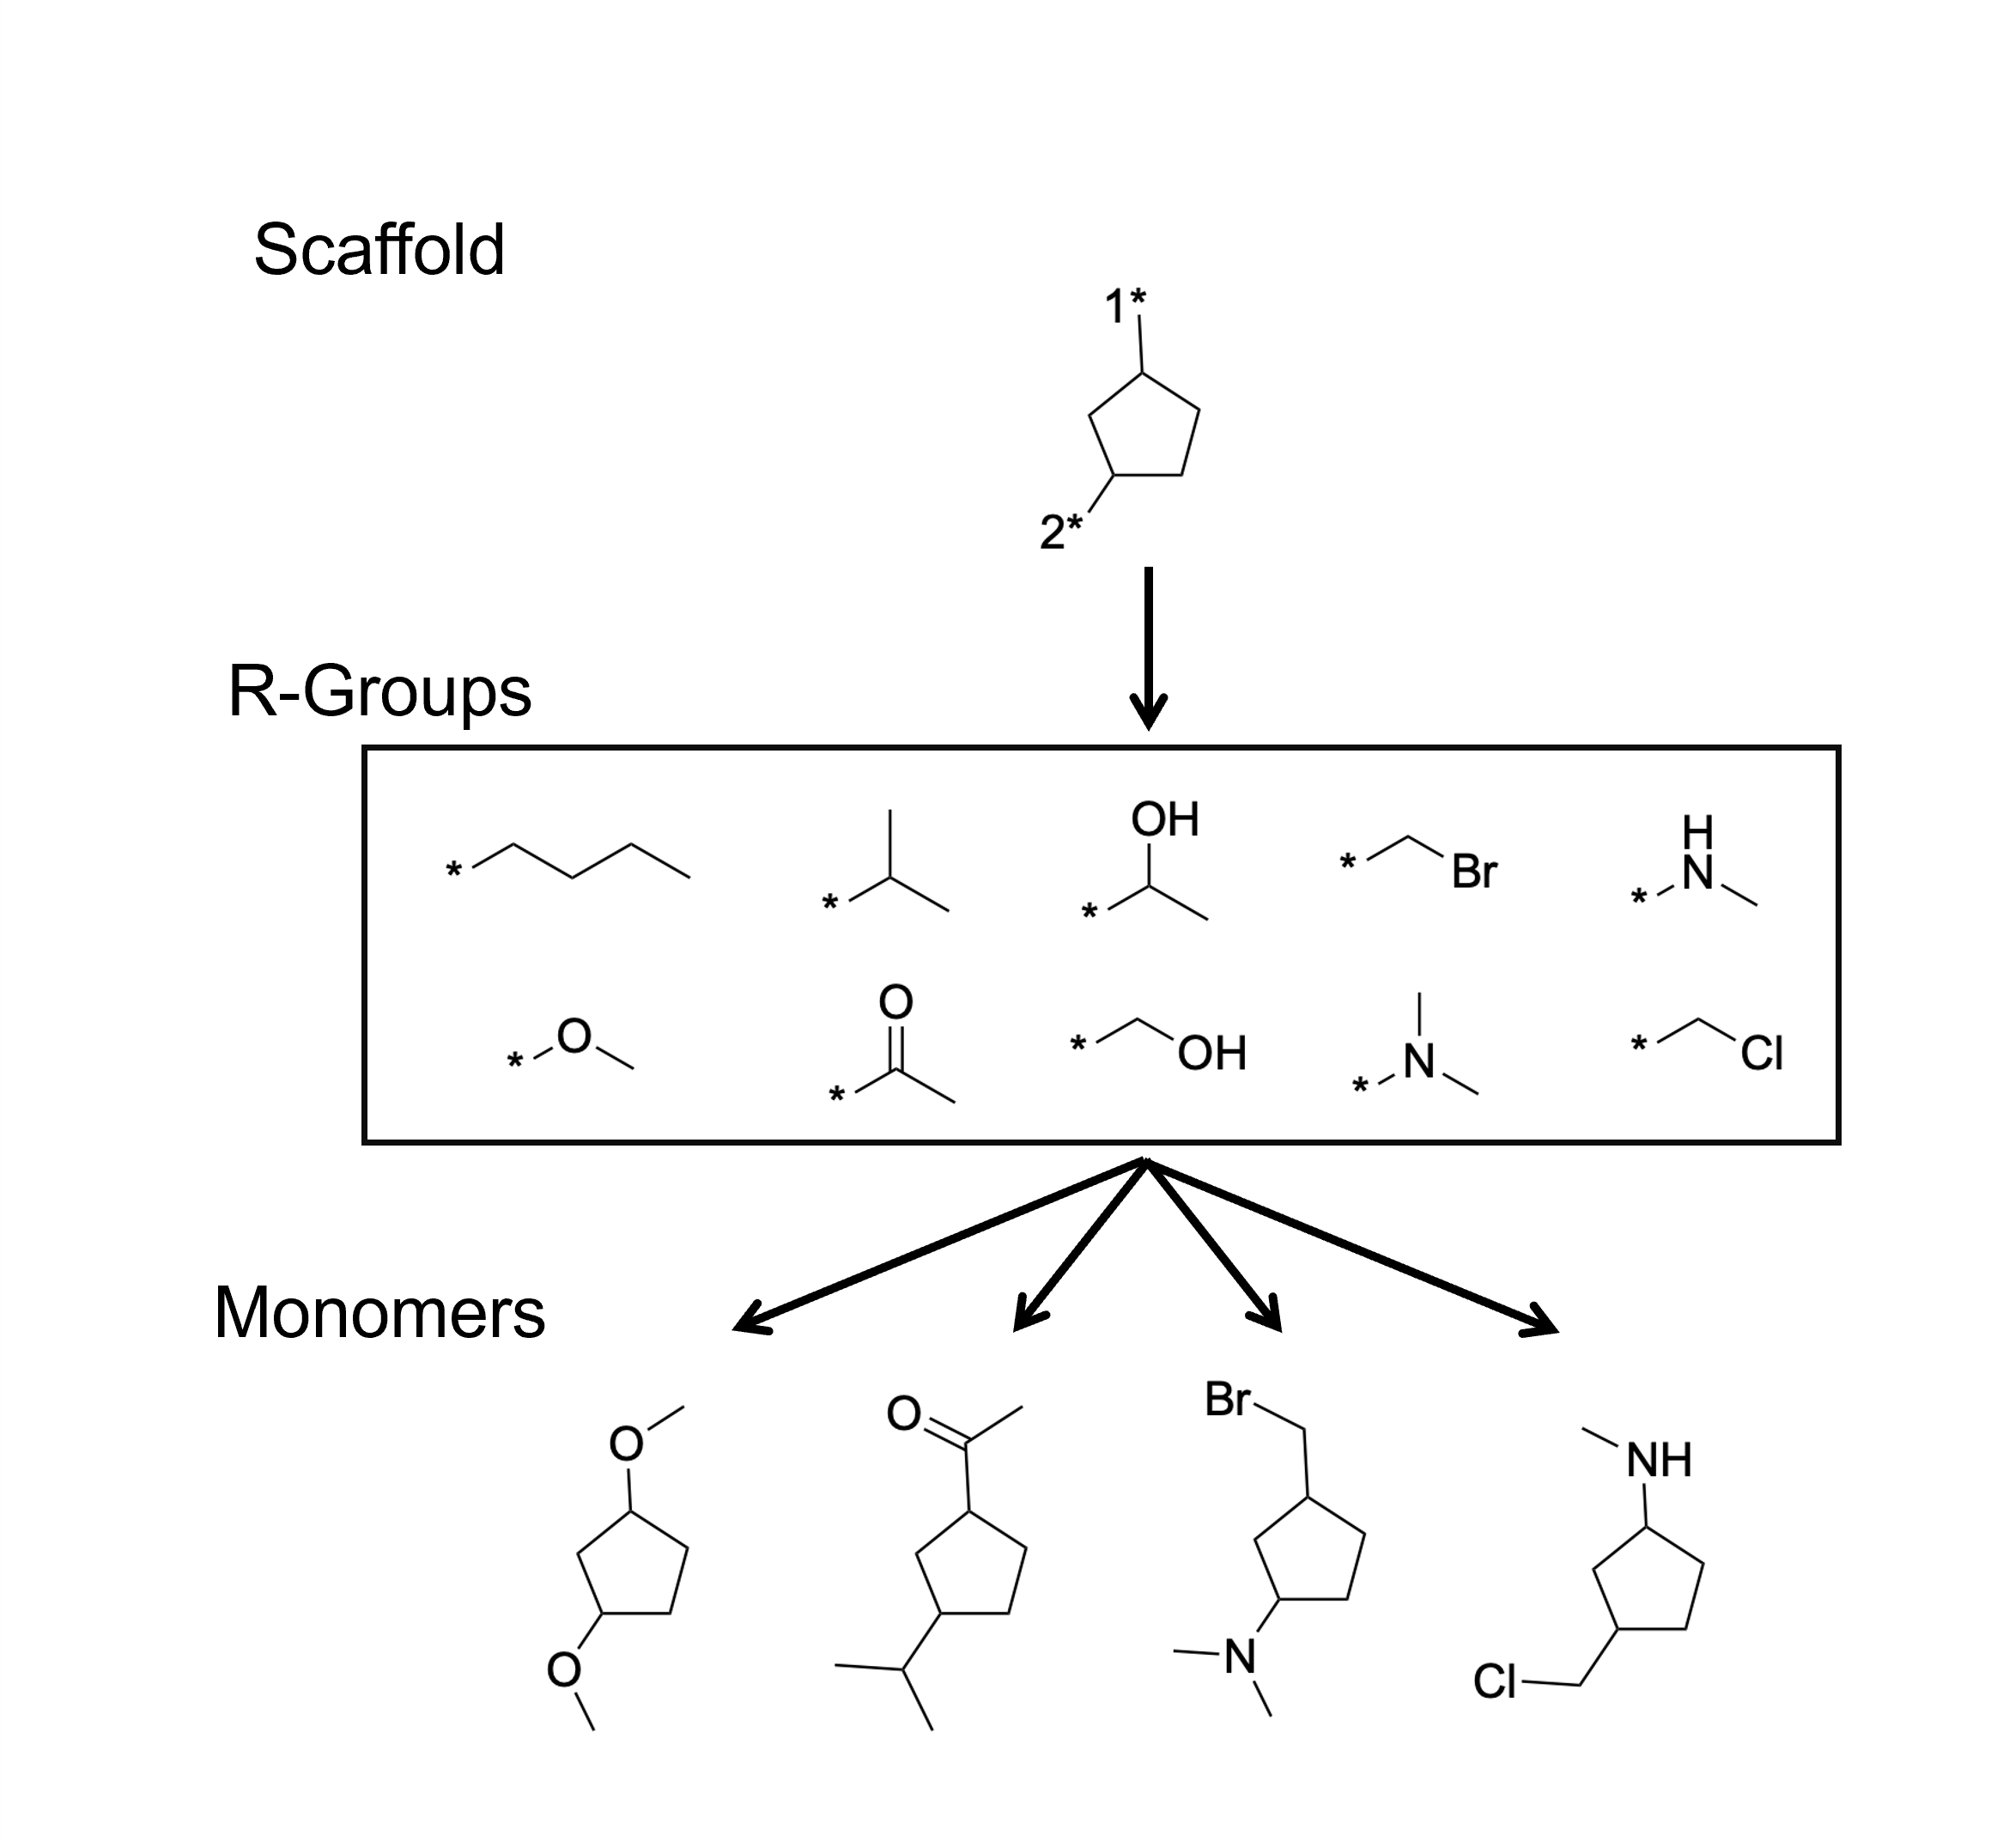 Scaffold
1*
2*
R-Groups
OH
H
* * * * Br * N
O
* O * * OH * N * Cl
Monomers
O Br
O NH
O N Cl